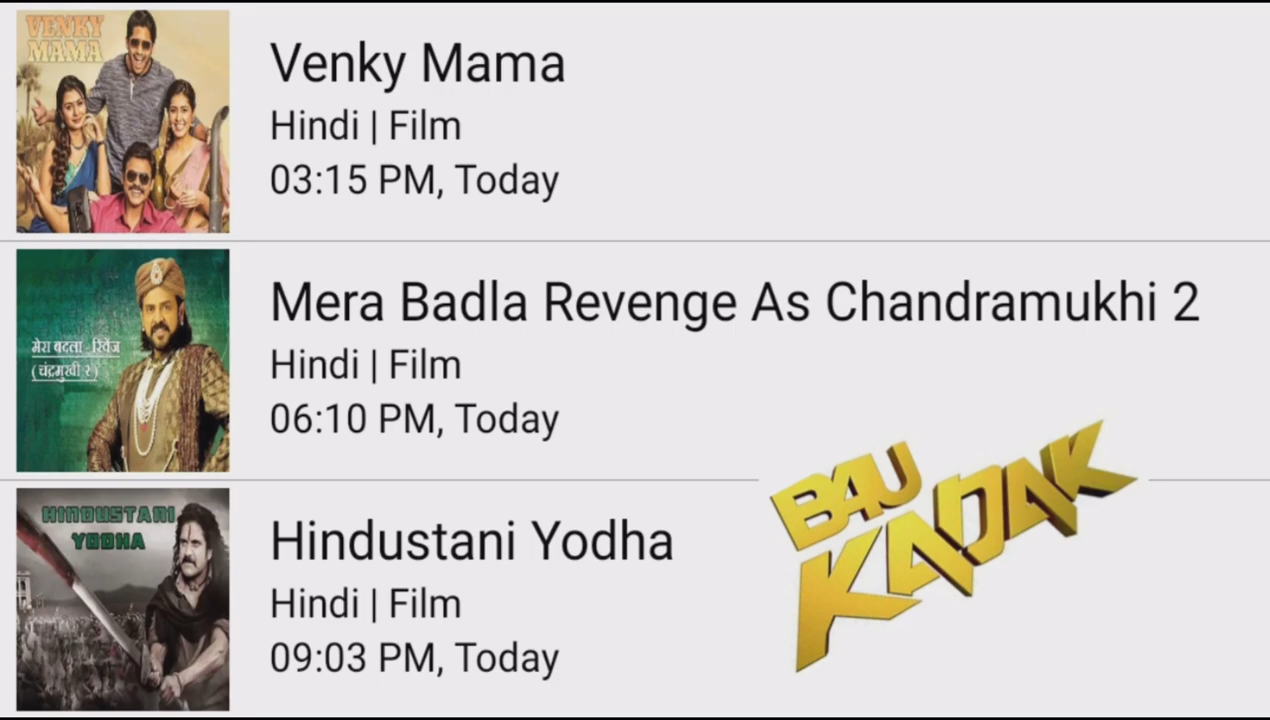 VENKY
MAMA
Venky Mama
Hindi | Film
03:15 PM, Today
मेरा बदला - रिवेंज
(चंद्रमुखी २)
Mera Badla Revenge As Chandramukhi 2
Hindi | Film
06:10 PM, Today
HINDUSTANI
YODHA
Hindustani Yodha
Hindi | Film
09:03 PM, Today
B4U
KADAK